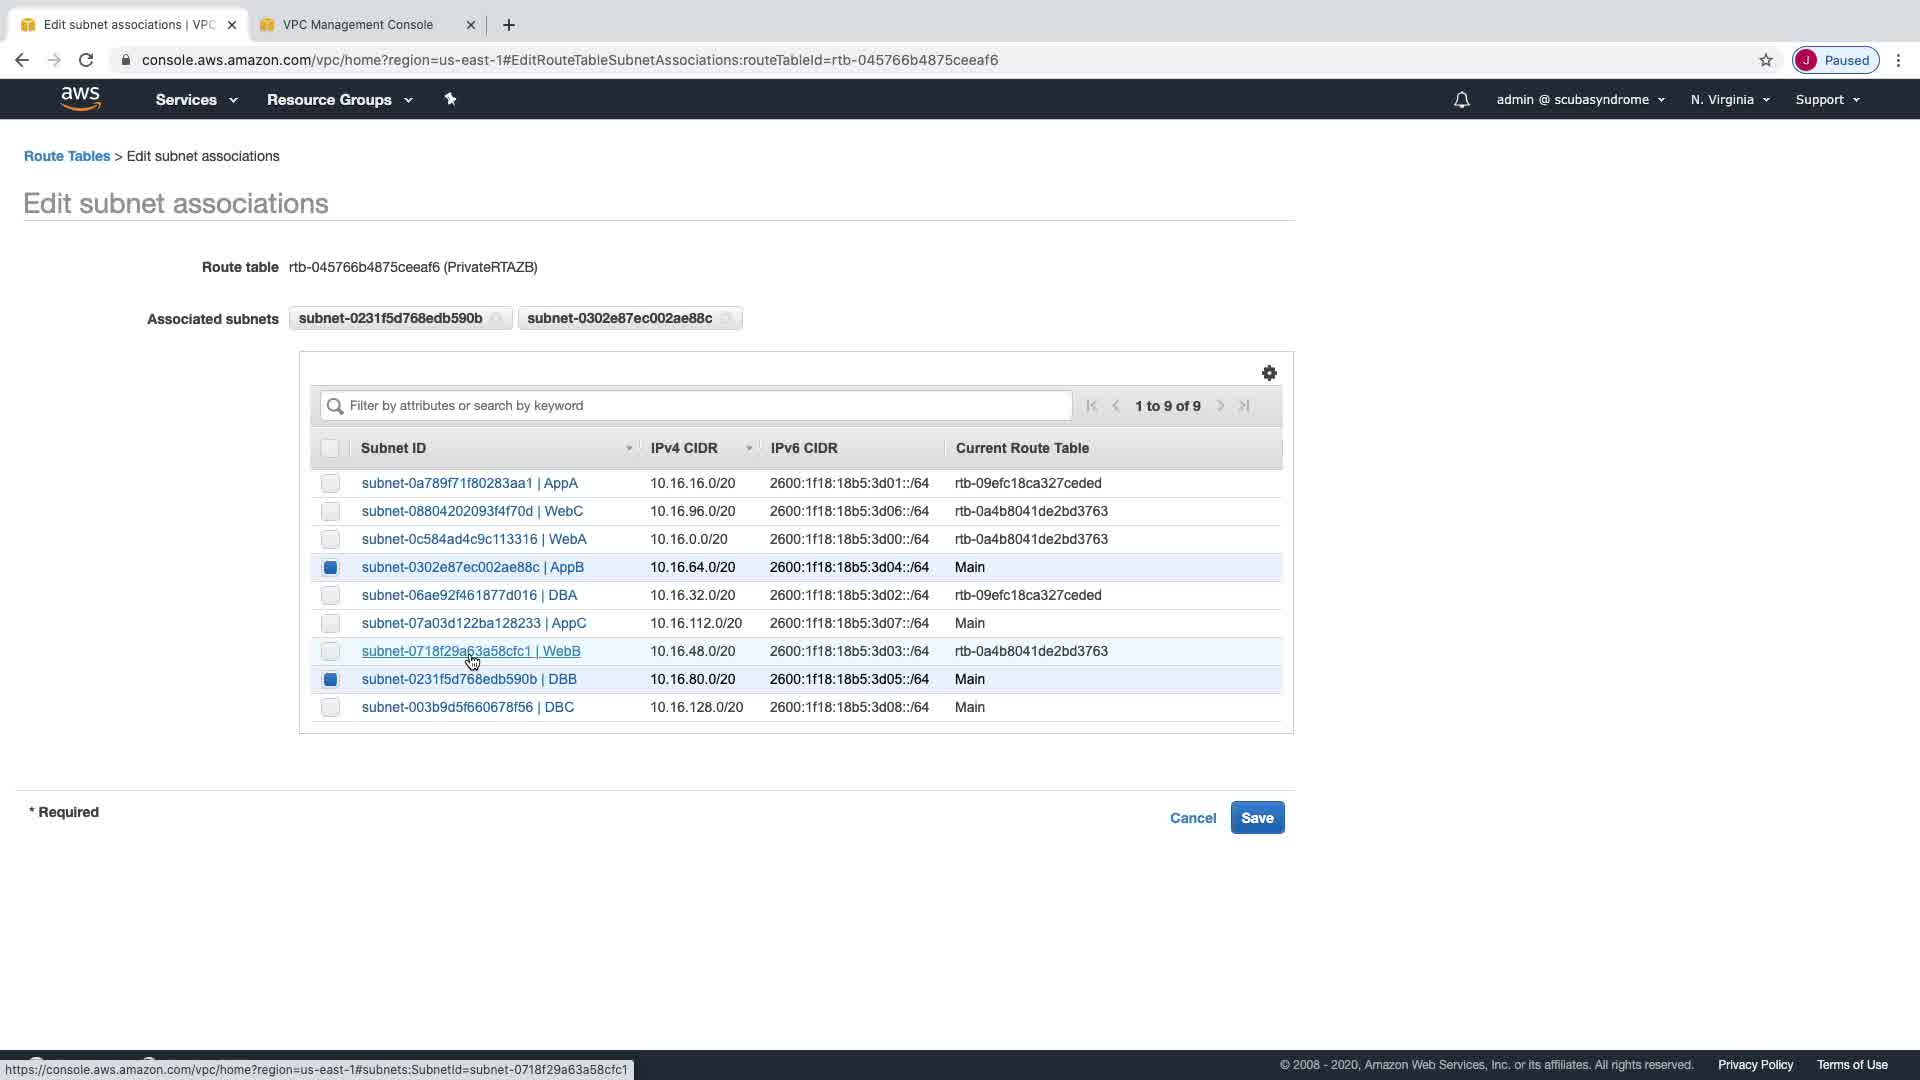 Edit subnet associations | VPC
VPC Management Console
console.aws.amazon.com/vpc/home?region=us-east-1#EditRouteTableSubnetAssociations:routeTableId=rtb-045766b4875ceeaf6
J Paused
aws Services Resource Groups admin @ scubasyndrome N. Virginia Support
Route Tables > Edit subnet associations
Edit subnet associations
Route table rtb-045766b4875ceeaf6 (PrivateRTAZB)
Associated subnets subnet-0231f5d768edb590b subnet-0302e87ec002ae88c
Filter by attributes or search by keyword 1 to 9 of 9
Subnet ID IPv4 CIDR IPv6 CIDR Current Route Table
subnet-0a789f71f80283aa1 | AppA 10.16.16.0/20 2600:1f18:18b5:3d01::/64 rtb-09efc18ca327ceded
subnet-08804202093f4f70d | WebC 10.16.96.0/20 2600:1f18:18b5:3d06::/64 rtb-0a4b8041de2bd3763
subnet-0c584ad4c9c113316 | WebA 10.16.0.0/20 2600:1f18:18b5:3d00::/64 rtb-0a4b8041de2bd3763
subnet-0302e87ec002ae88c | AppB 10.16.64.0/20 2600:1f18:18b5:3d04::/64 Main
subnet-06ae92f461877d016 | DBA 10.16.32.0/20 2600:1f18:18b5:3d02::/64 rtb-09efc18ca327ceded
subnet-07a03d122ba128233 | AppC 10.16.112.0/20 2600:1f18:18b5:3d07::/64 Main
subnet-0718f29a63a58cfc1 | WebB 10.16.48.0/20 2600:1f18:18b5:3d03::/64 rtb-0a4b8041de2bd3763
subnet-0231f5d768edb590b | DBB 10.16.80.0/20 2600:1f18:18b5:3d05::/64 Main
subnet-003b9d5f660678f56 | DBC 10.16.128.0/20 2600:1f18:18b5:3d08::/64 Main
* Required
Cancel Save
© 2008 - 2020, Amazon Web Services, Inc. or its affiliates. All rights reserved. Privacy Policy Terms of Use
https://console.aws.amazon.com/vpc/home?region=us-east-1#subnets:SubnetId=subnet-0718f29a63a58cfc1